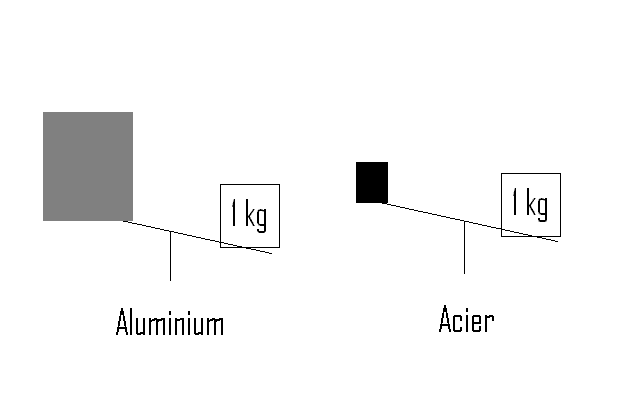 1 kg
1 kg
Aluminium
Acier